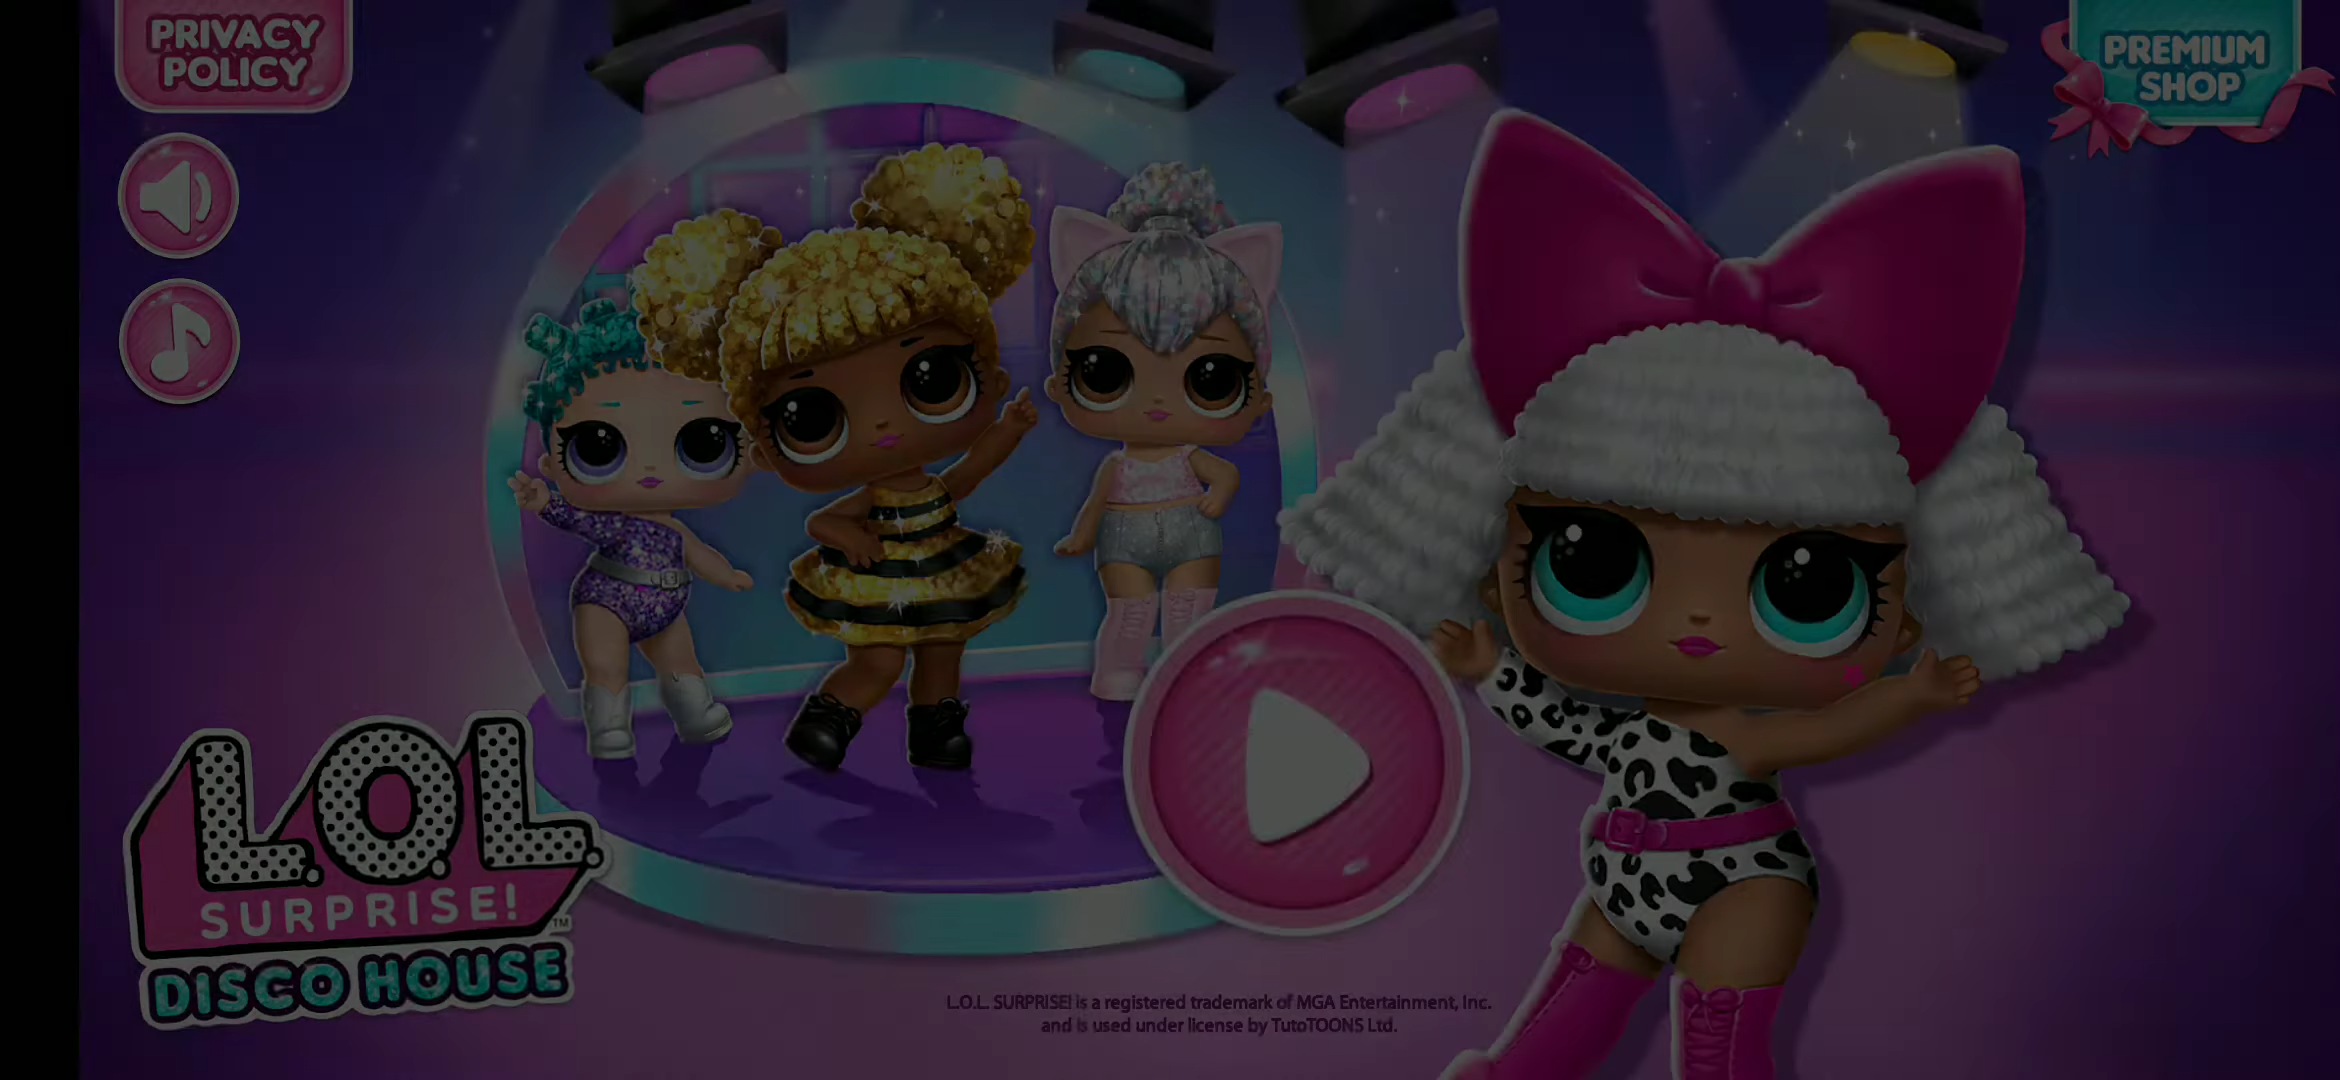 PRIVACY
POLICY
PREMIUM
SHOP
L.O.L.
SURPRISE!
TM
DISCO HOUSE
L.O.L. SURPRISE! is a registered trademark of MGA Entertainment, Inc.
and is used under license by TutoTOONS Ltd.